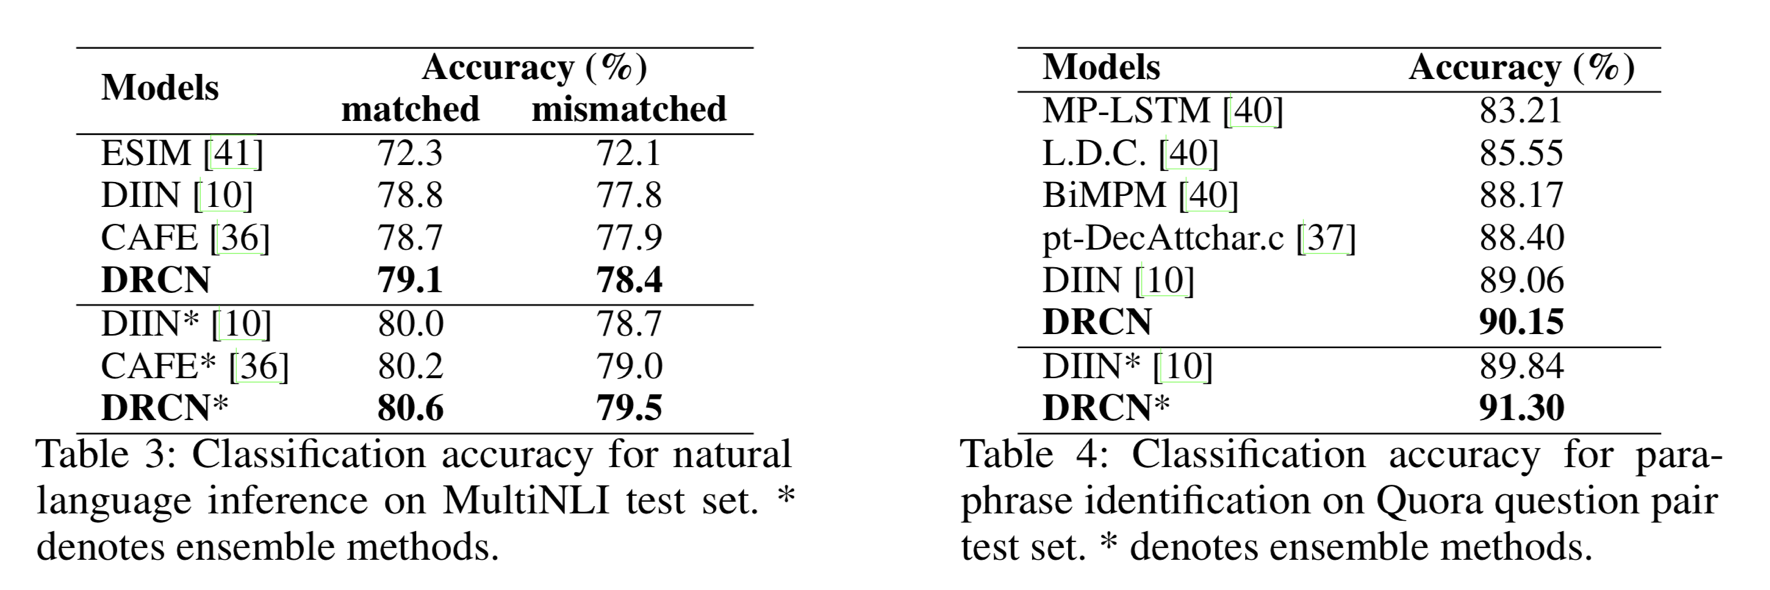 Models Accuracy (%)
matched mismatched
ESIM [41] 72.3 72.1
DIIN [10] 78.8 77.8
CAFE [36] 78.7 77.9
DRCN 79.1 78.4
DIIN* [10] 80.0 78.7
CAFE* [36] 80.2 79.0
DRCN* 80.6 79.5
Table 3: Classification accuracy for natural
language inference on MultiNLI test set. *
denotes ensemble methods.
Models Accuracy (%)
MP-LSTM [40] 83.21
L.D.C. [40] 85.55
BiMPM [40] 88.17
pt-DecAttchar.c [37] 88.40
DIIN [10] 89.06
DRCN 90.15
DIIN* [10] 89.84
DRCN* 91.30
Table 4: Classification accuracy for para-
phrase identification on Quora question pair
test set. * denotes ensemble methods.